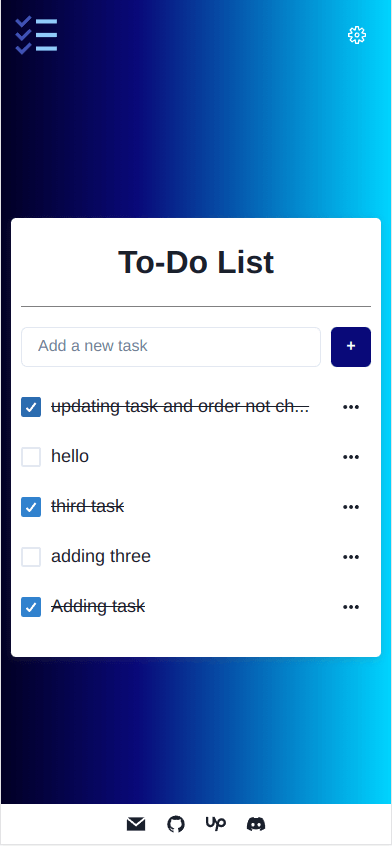 To-Do List
Add a new task
+
updating task and order not ch...
hello
third task
adding three
Adding task